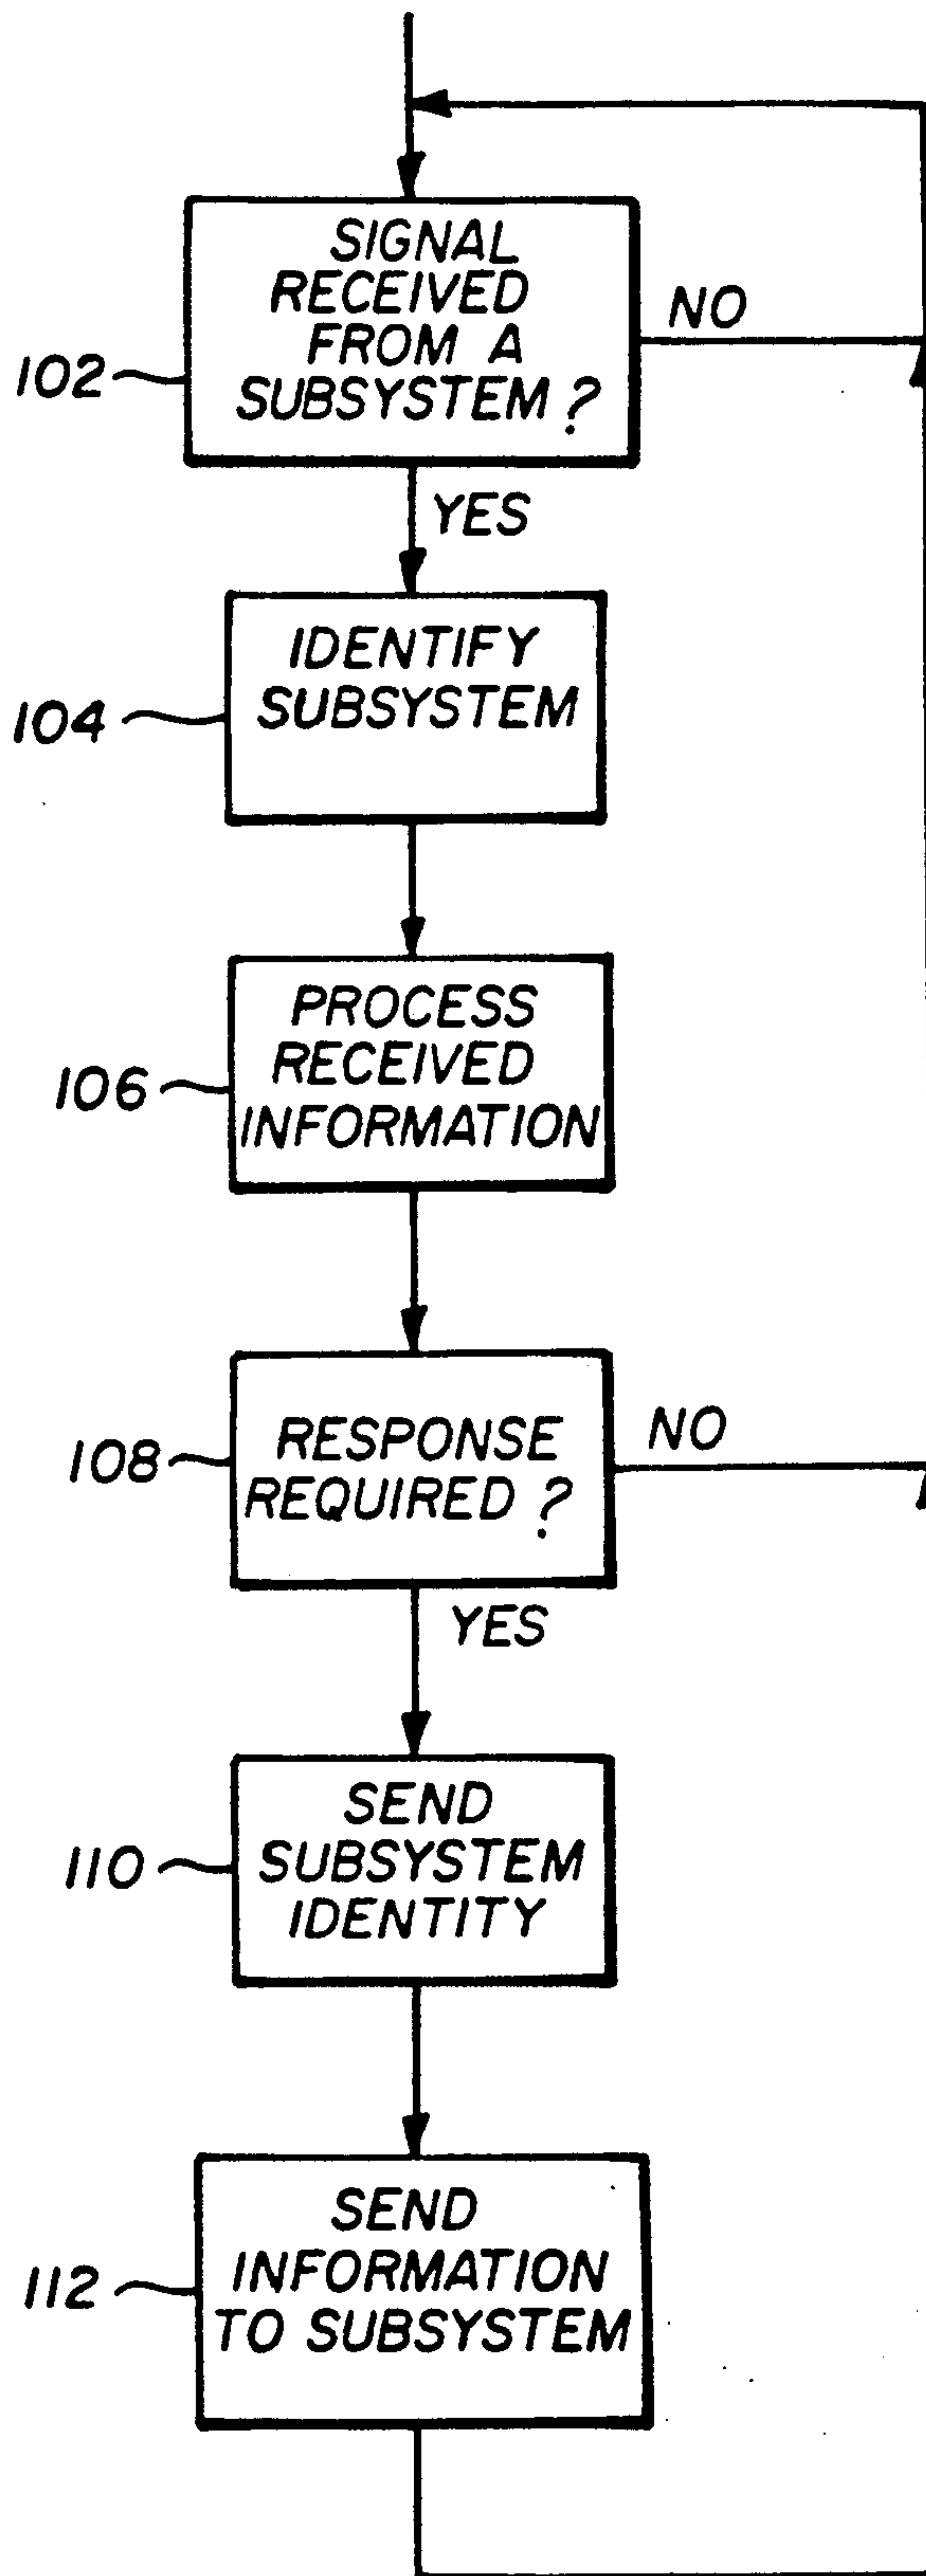 SIGNAL
RECEIVED
FROM A
SUBSYSTEM ?
NO
102
YES
IDENTIFY
SUBSYSTEM
104
PROCESS
RECEIVED
INFORMATION
106
RESPONSE
REQUIRED ?
NO
108
YES
SEND
SUBSYSTEM
IDENTITY
110
SEND
INFORMATION
TO SUBSYSTEM
112